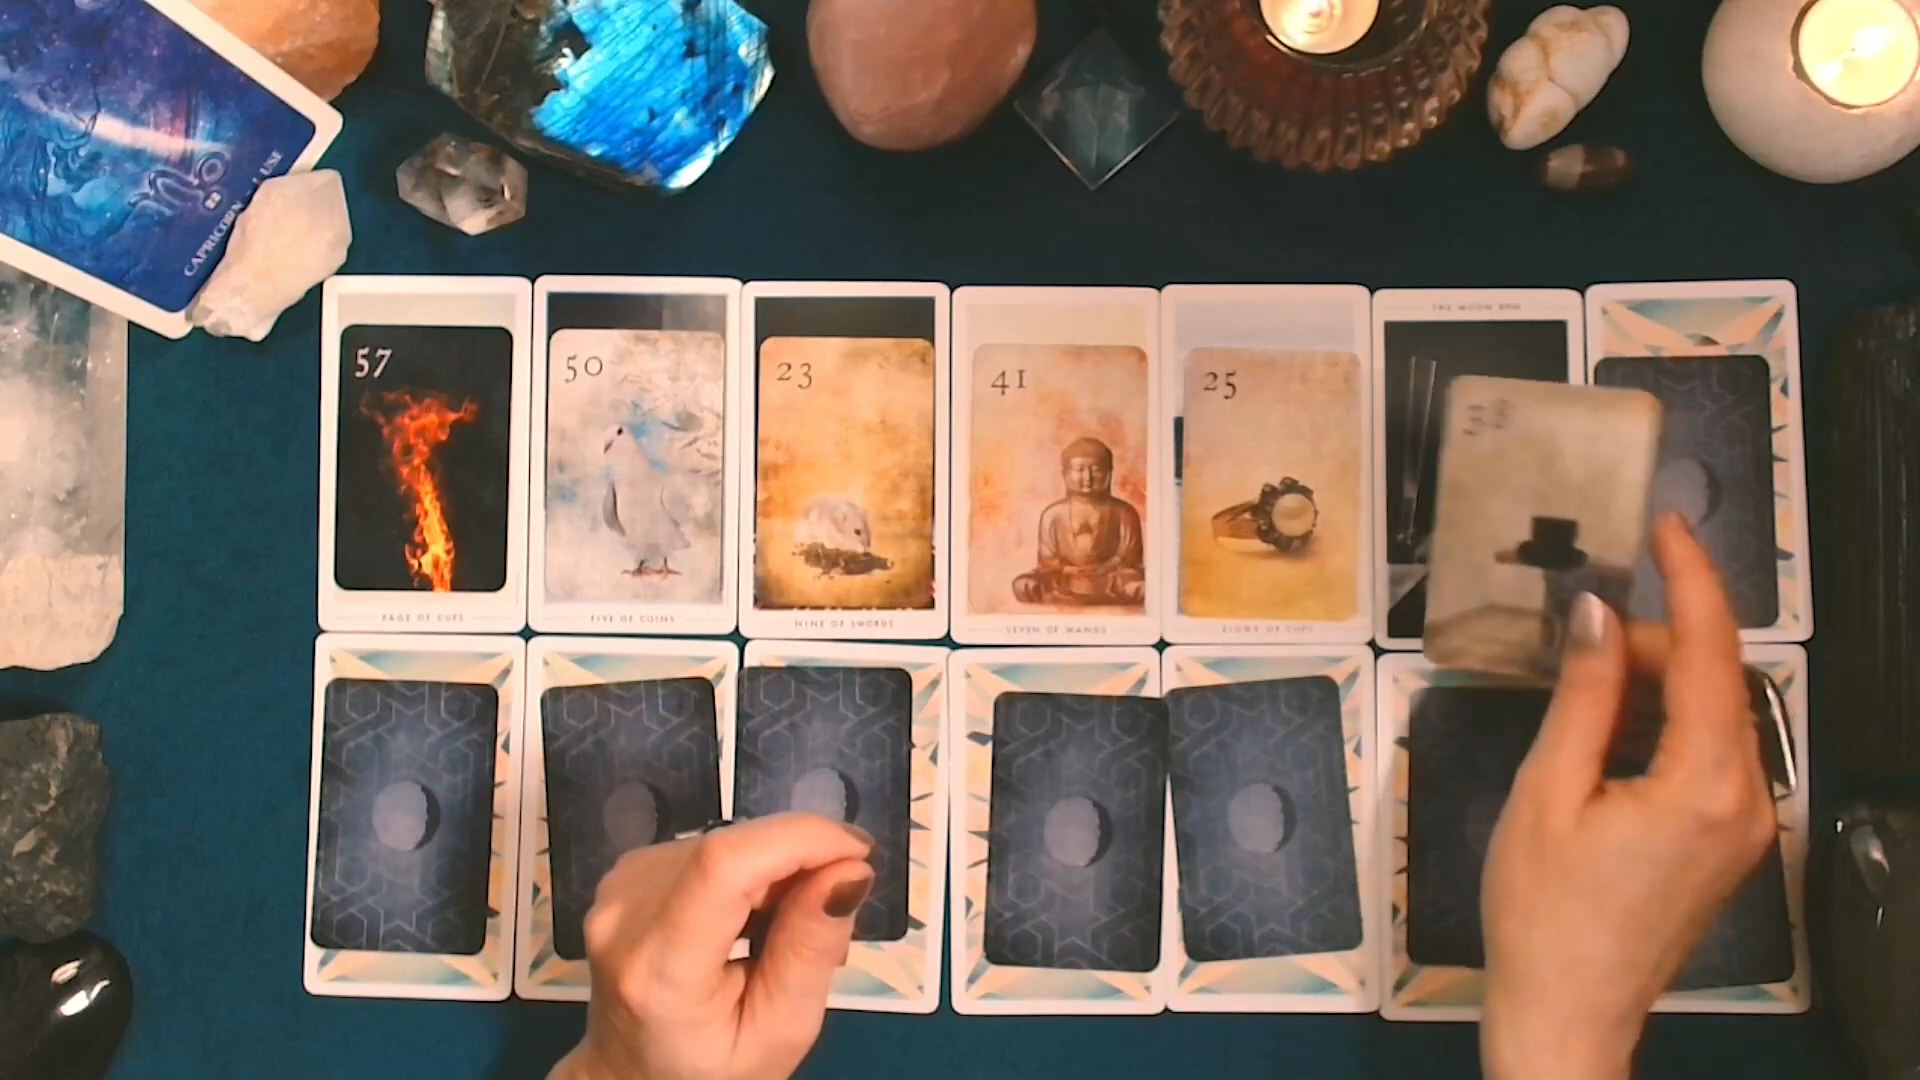 CAPRICORN
22
57
50
23
41
25
PAGE OF CUPS
FIVE OF COINS
NINE OF SWORDS
SEVEN OF WANDS
EIGHT OF CUPS